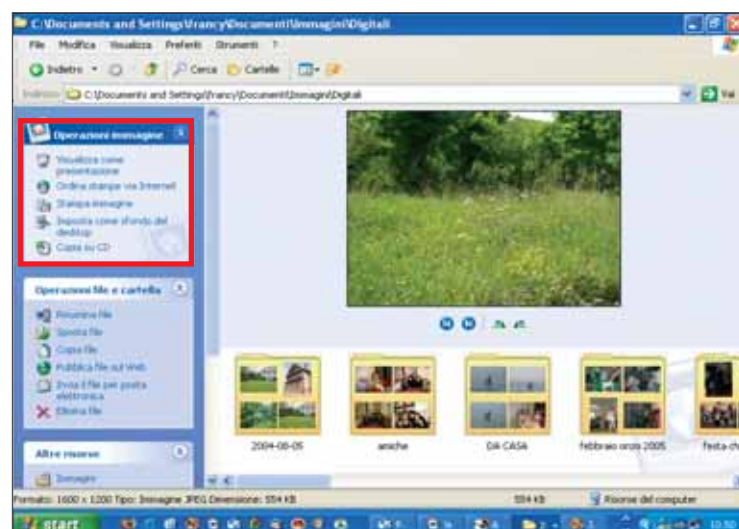 C:\Documents and Settings\francy\Documenti\Immagini\Digitali
File Modifica Visualizza Preferiti Strumenti ?
Indietro Cerca Cartelle
Indirizzo C:\Documents and Settings\francy\Documenti\Immagini\Digitali Vai
Operazioni immagine
Visualizza come
presentazione
Ordina stampe via Internet
Stampa immagine
Imposta come sfondo del
desktop
Copia su CD
Operazioni file e cartella
Rinomina file
Sposta file
Copia file
Pubblica file sul Web
Invia il file per posta
elettronica
Elimina file
Altre risorse
Immagini
2004-08-05 amiche DA CASA febbraio orzo 2005
Formato: 1600 x 1200 Tipo: Immagine JPEG Dimensione: 554 KB 554 KB Risorse del computer
start